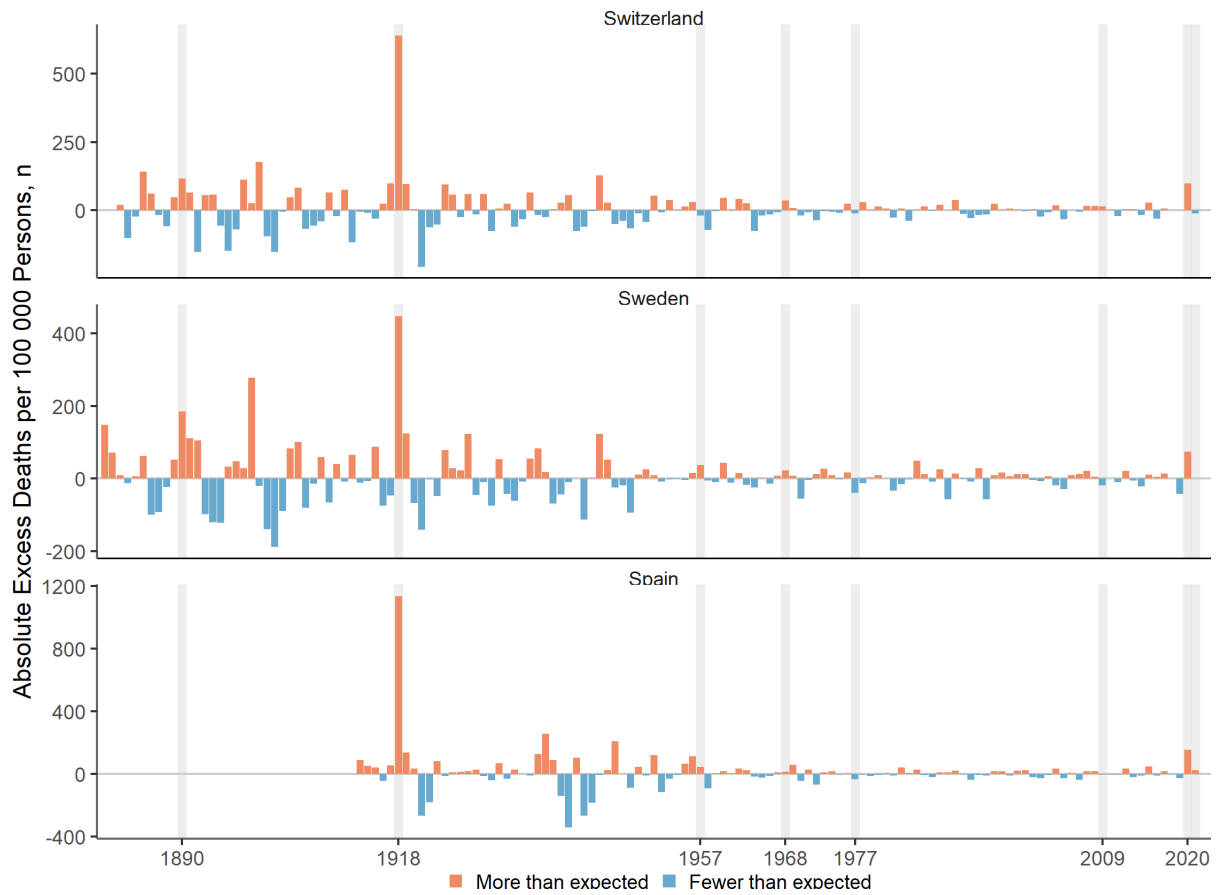 Switzerland
500
250
0
Sweden
400
200
0
-200
Spain
1200
800
400
0
-400
Absolute Excess Deaths per 100 000 Persons, n
1890 1918 1957 1968 1977 2009 2020
More than expected Fewer than expected